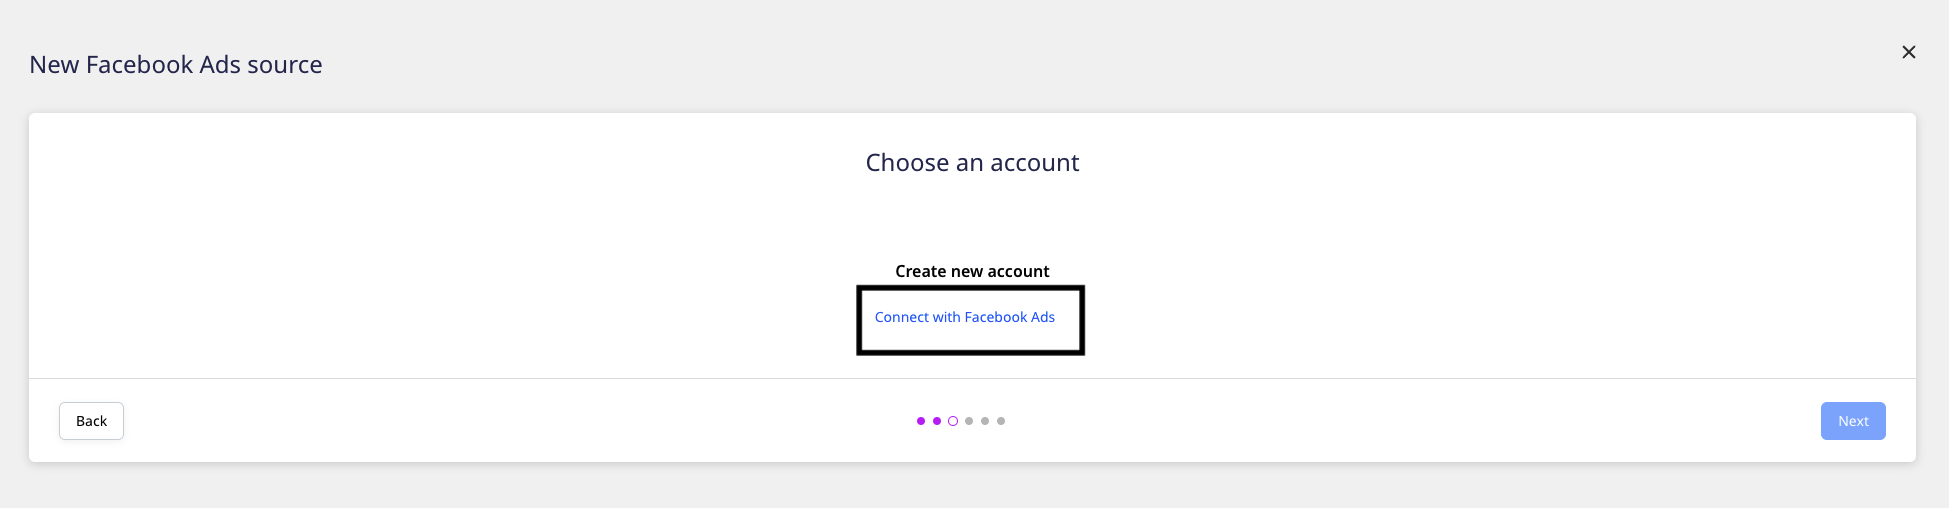 New Facebook Ads source
Choose an account
Create new account
Connect with Facebook Ads
Back
Next